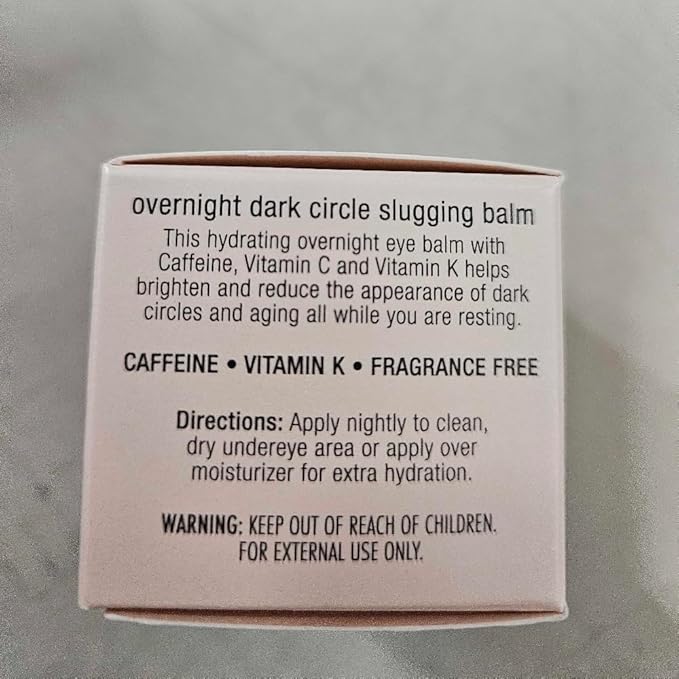 overnight dark circle slugging balm
This hydrating overnight eye balm with
Caffeine, Vitamin C and Vitamin K helps
brighten and reduce the appearance of dark
circles and aging all while you are resting.
CAFFEINE • VITAMIN K • FRAGRANCE FREE
Directions: Apply nightly to clean,
dry undereye area or apply over
moisturizer for extra hydration.
WARNING: KEEP OUT OF REACH OF CHILDREN.
FOR EXTERNAL USE ONLY.